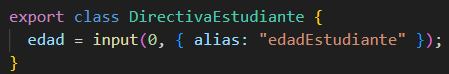 export class DirectivaEstudiante {
  edad = input(0, { alias: "edadEstudiante" });
}